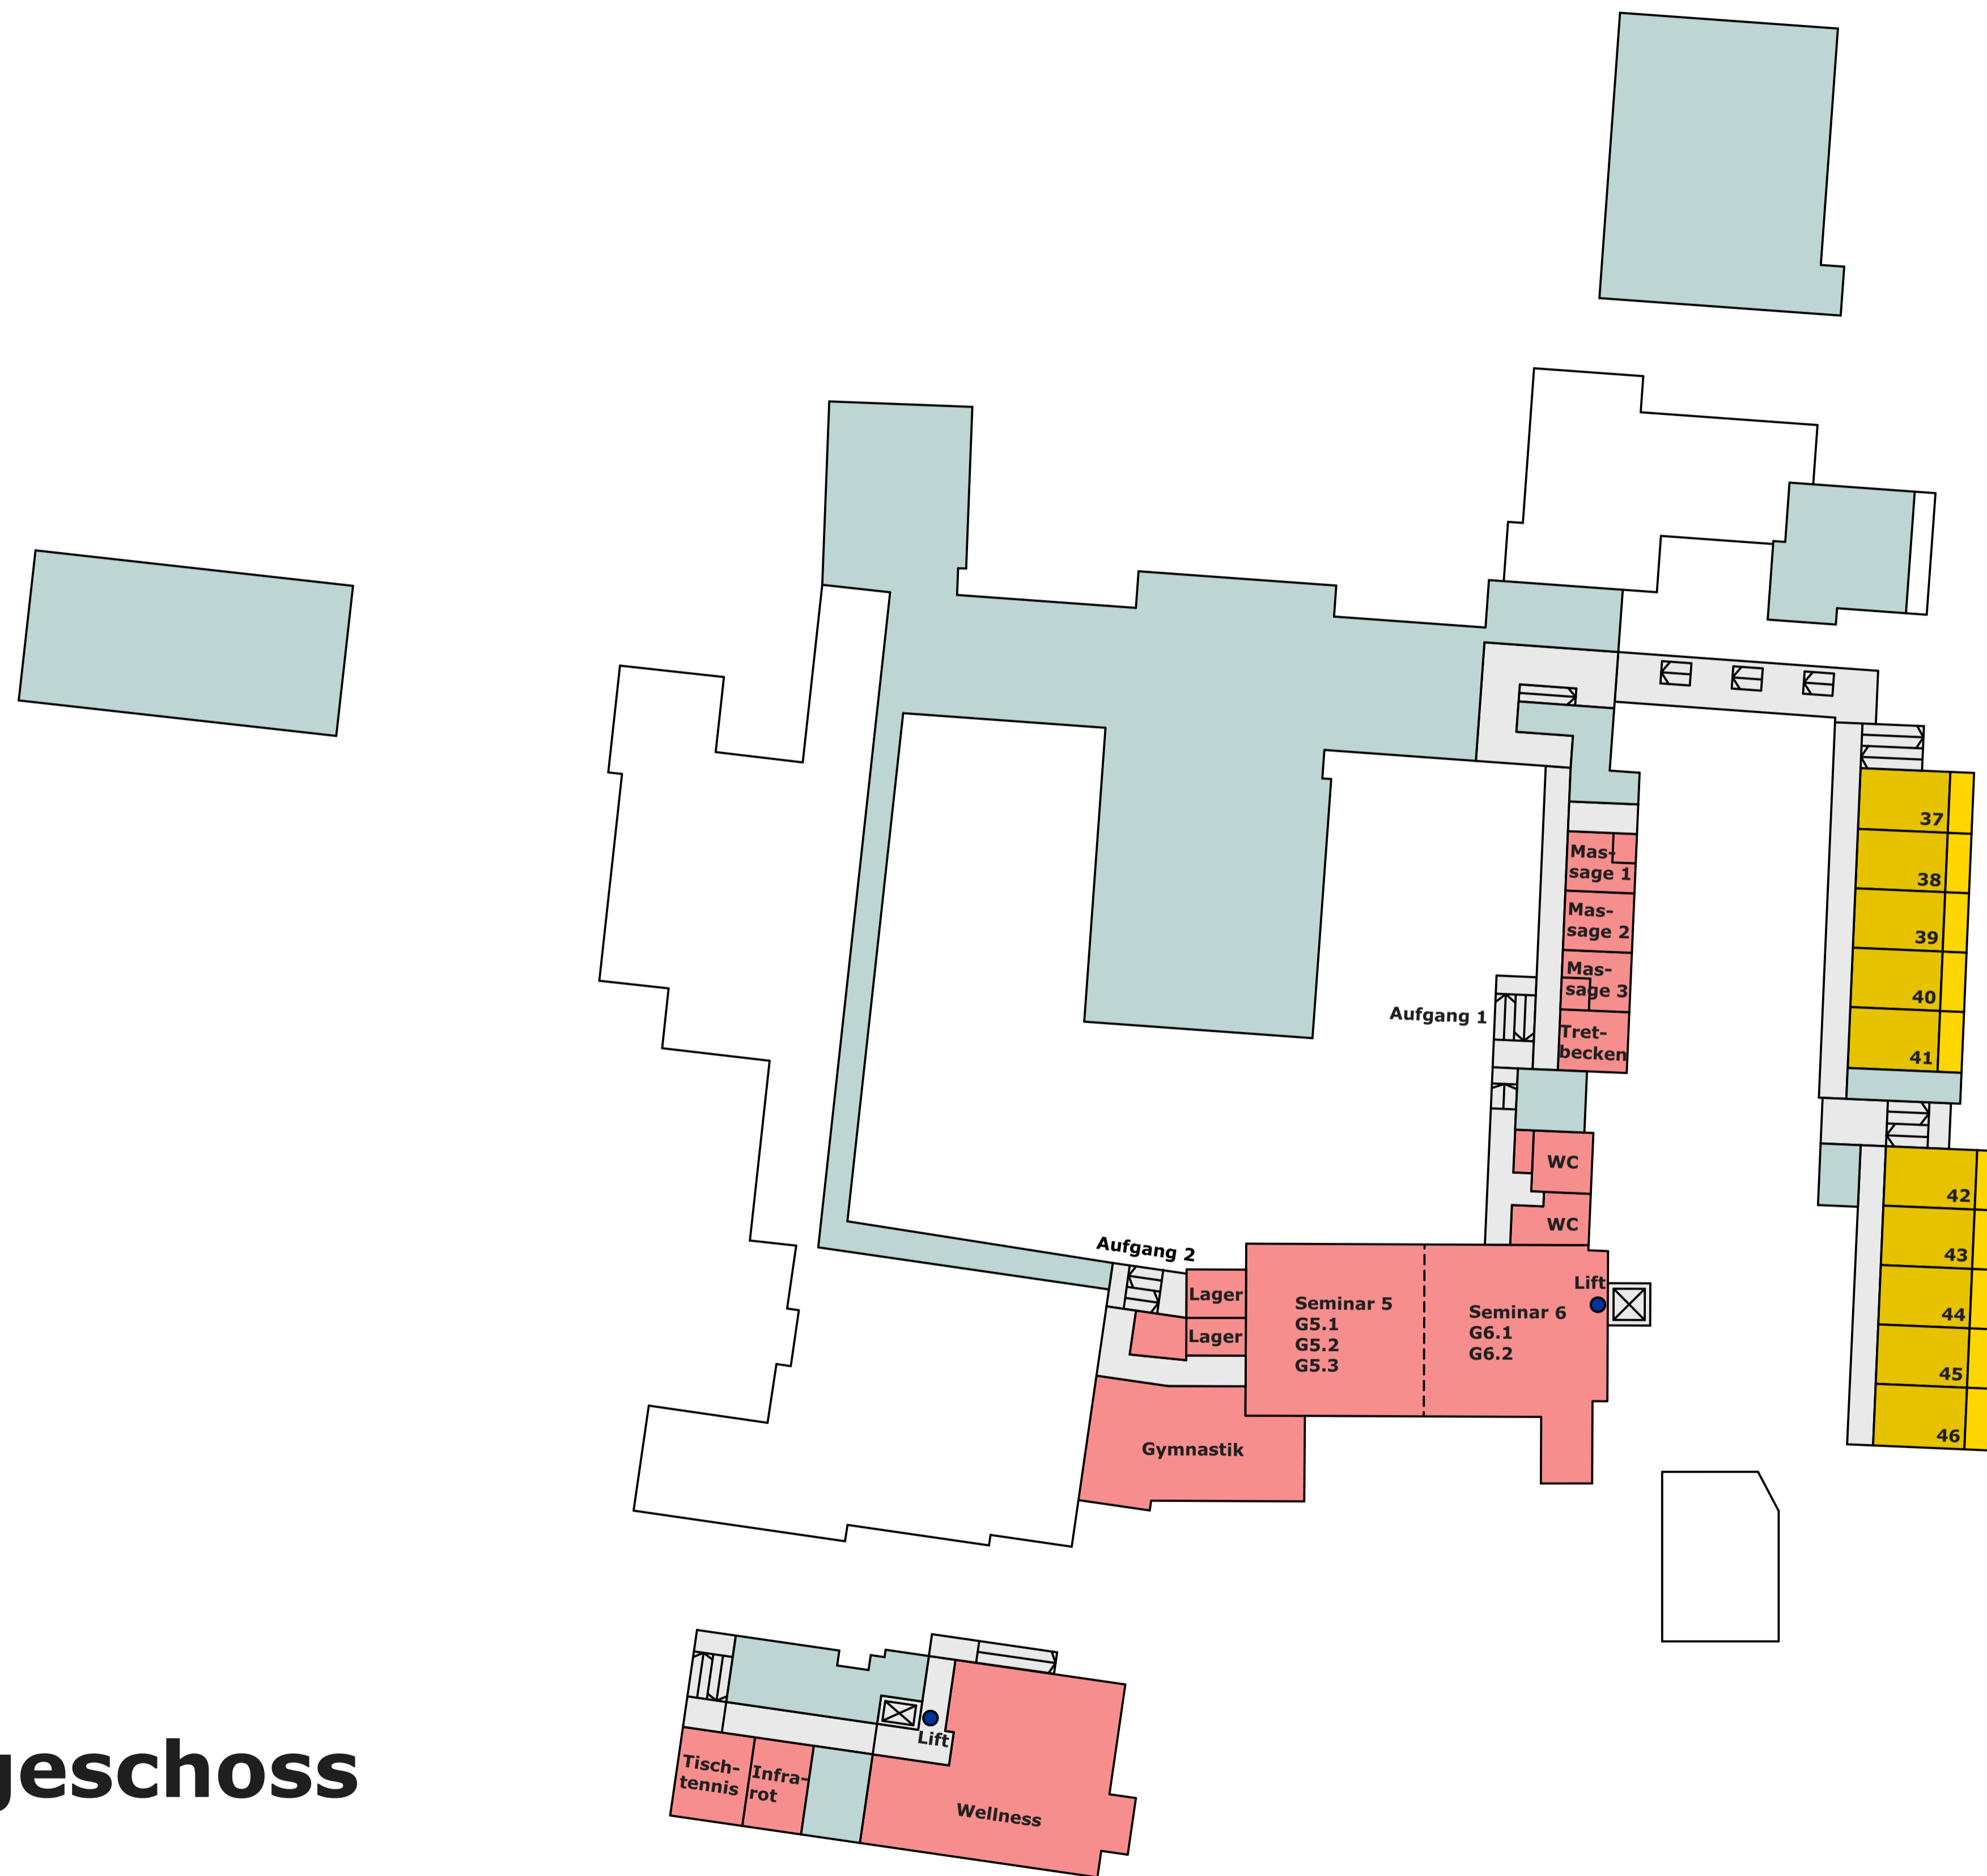 37
Mas-
sage 1
38
Mas-
sage 2
39
Mas-
sage 3
40
Aufgang 1
Tret-
becken
41
WC
42
WC
Aufgang 2
43
Lift
Lager
Seminar 5
G5.1
G5.2
G5.3
Seminar 6
G6.1
G6.2
44
Lager
45
46
Gymnastik
Lift
Tisch-
tennis
Infra-
rot
geschoss
Wellness